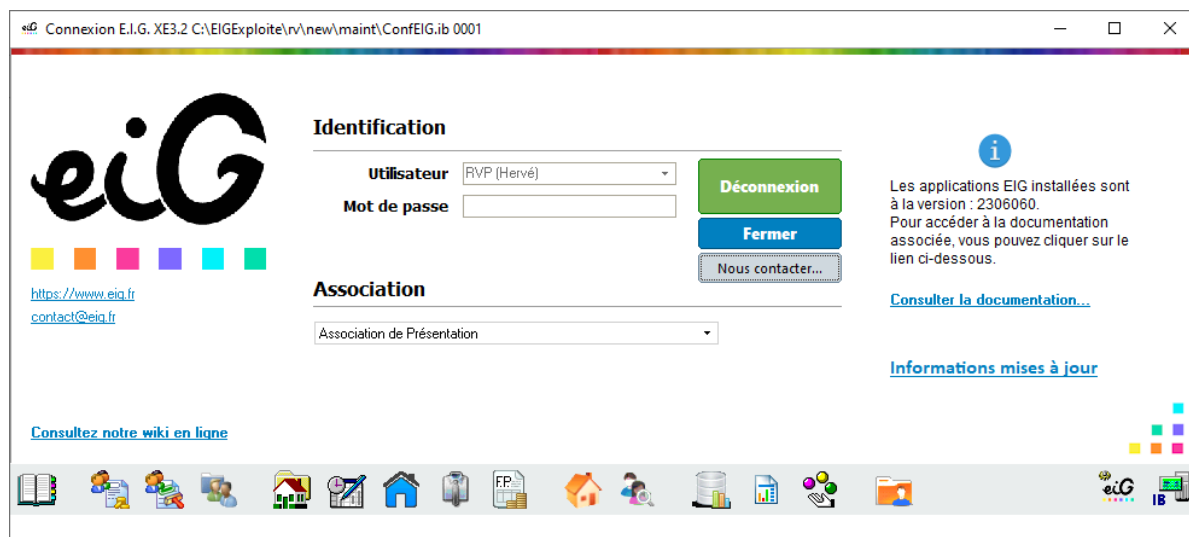 Connexion E.I.G. XE3.2 C:\EIGExploite\rv\new\maint\ConfEIG.ib 0001
eiG
Identification
Utilisateur RVP (Hervé)
Mot de passe
Déconnexion
Fermer
Nous contacter...
Association
Association de Présentation
https://www.eig.fr
contact@eig.fr
Consultez notre wiki en ligne
Les applications EIG installées sont
à la version : 2306060.
Pour accéder à la documentation
associée, vous pouvez cliquer sur le
lien ci-dessous.
Consulter la documentation...
Informations mises à jour
F.P.
eiG
IB